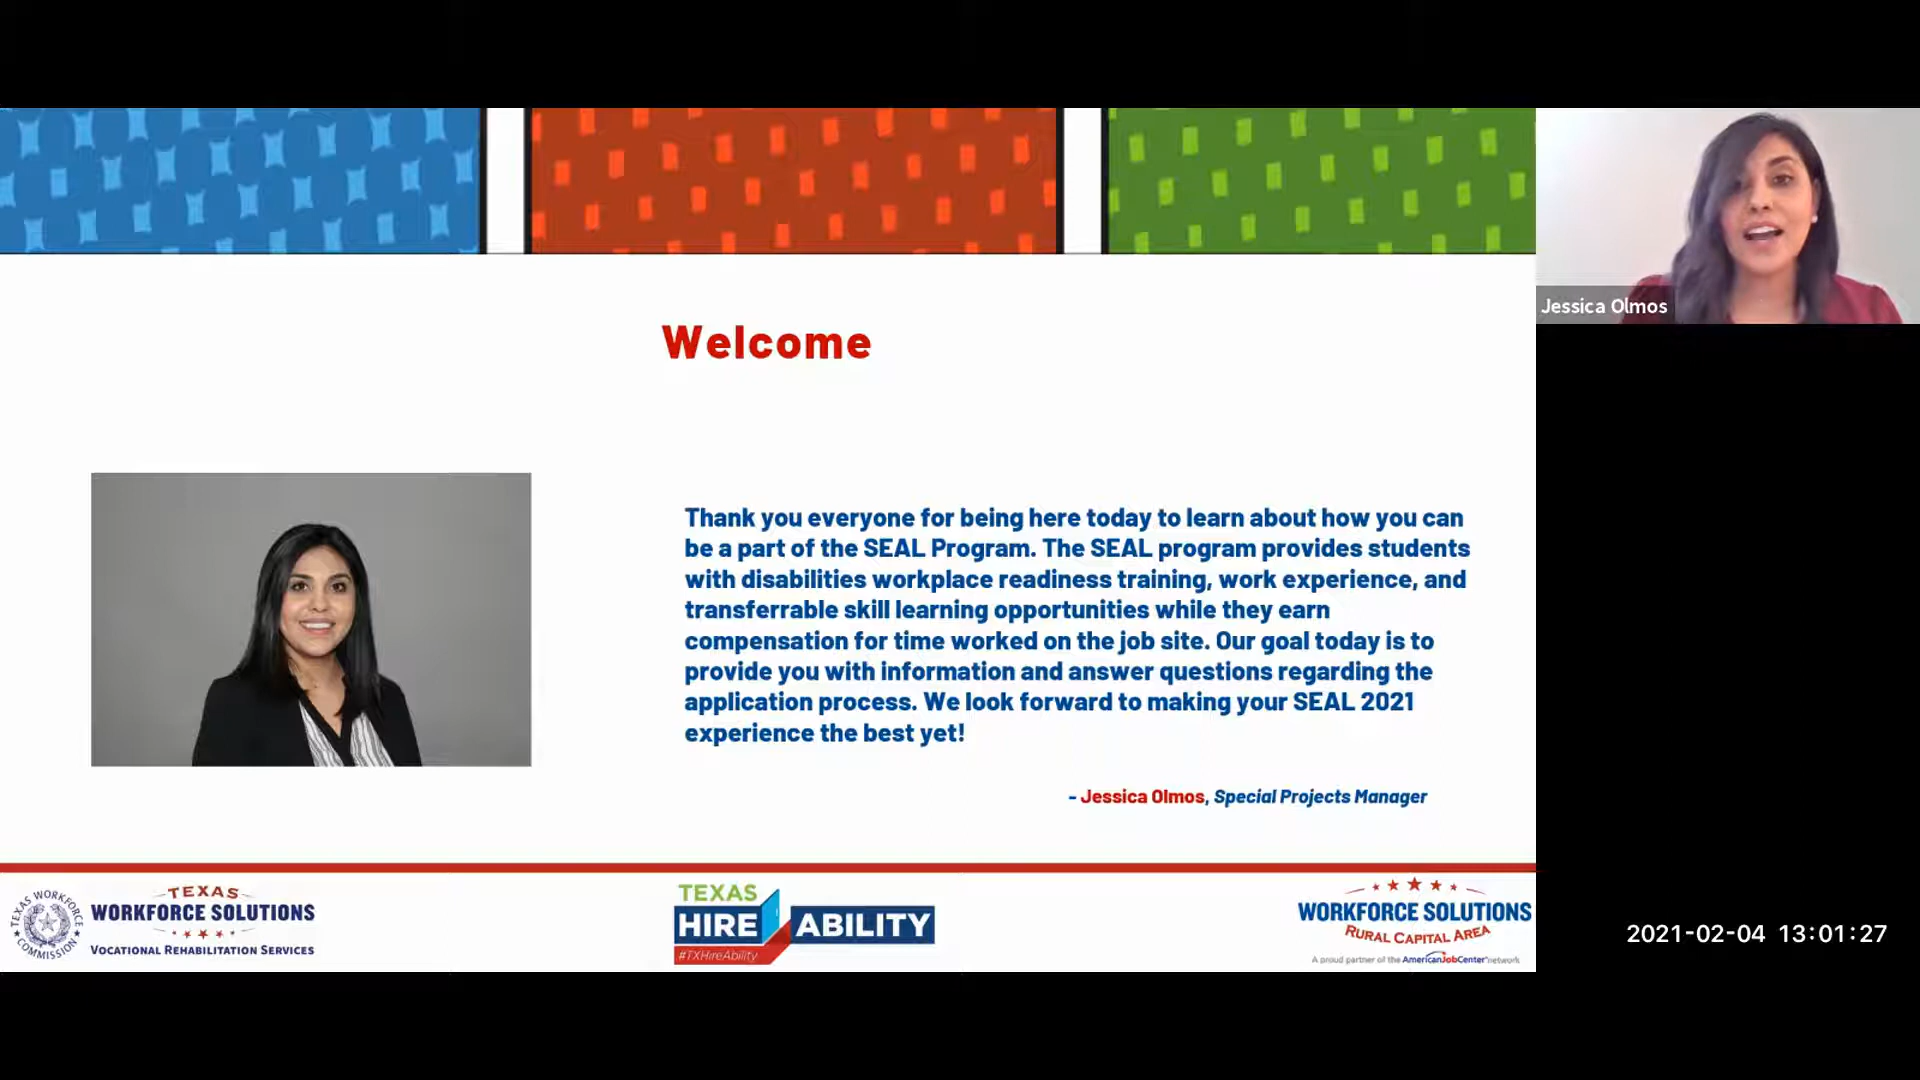 Jessica Olmos
Welcome
Thank you everyone for being here today to learn about how you can
be a part of the SEAL Program. The SEAL program provides students
with disabilities workplace readiness training, work experience, and
transferrable skill learning opportunities while they earn
compensation for time worked on the job site. Our goal today is to
provide you with information and answer questions regarding the
application process. We look forward to making your SEAL 2021
experience the best yet!
- Jessica Olmos, Special Projects Manager
TEXAS WORKFORCE
COMMISSION
TEXAS
WORKFORCE SOLUTIONS
VOCATIONAL REHABILITATION SERVICES
TEXAS
HIRE ABILITY
#TXHireAbility
WORKFORCE SOLUTIONS
RURAL CAPITAL AREA
A proud partner of the AmericanJobCenter network
2021-02-04 13:01:27